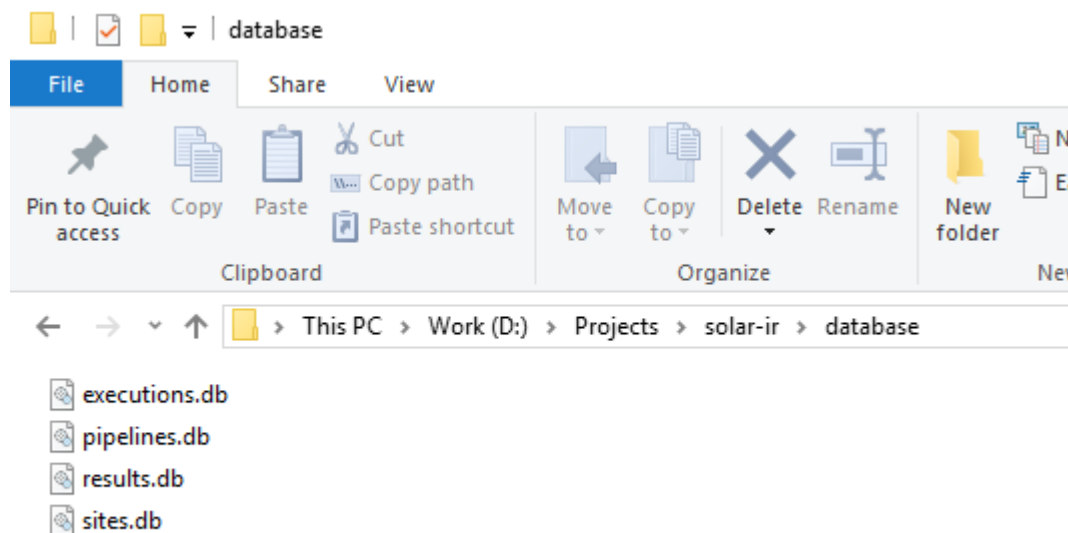 database
File Home Share View
Cut
Copy path
Paste shortcut
Pin to Quick access
Copy
Paste
Clipboard
Move to
Copy to
Delete
Rename
Organize
New folder
This PC > Work (D:) > Projects > solar-ir > database
executions.db
pipelines.db
results.db
sites.db